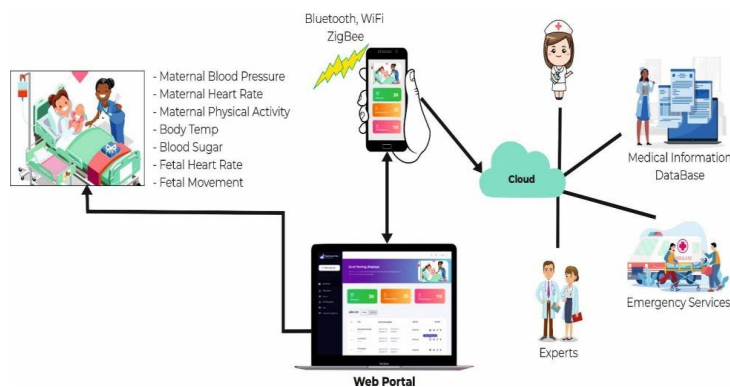 Bluetooth, WiFi
ZigBee
- Maternal Blood Pressure
- Maternal Heart Rate
- Maternal Physical Activity
- Body Temp
- Blood Sugar
- Fetal Heart Rate
- Fetal Movement
Cloud
Medical Information
DataBase
Emergency Services
Experts
Web Portal